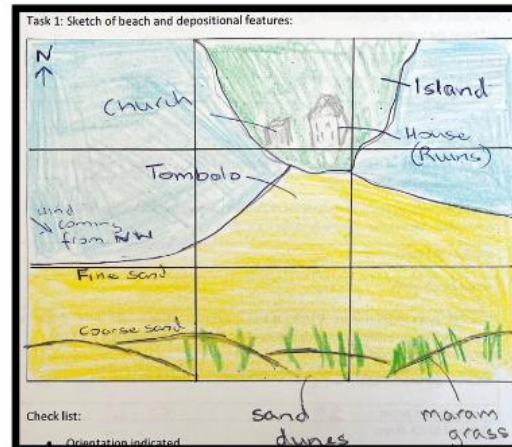 Task 1: Sketch of beach and depositional features:
N
Church
Island
House
(Ruins)
Tombolo
wind
coming
from NW
Fine sand
coarse sand
Check list:
sand
dunes
maram
grass
• Orientation indicated